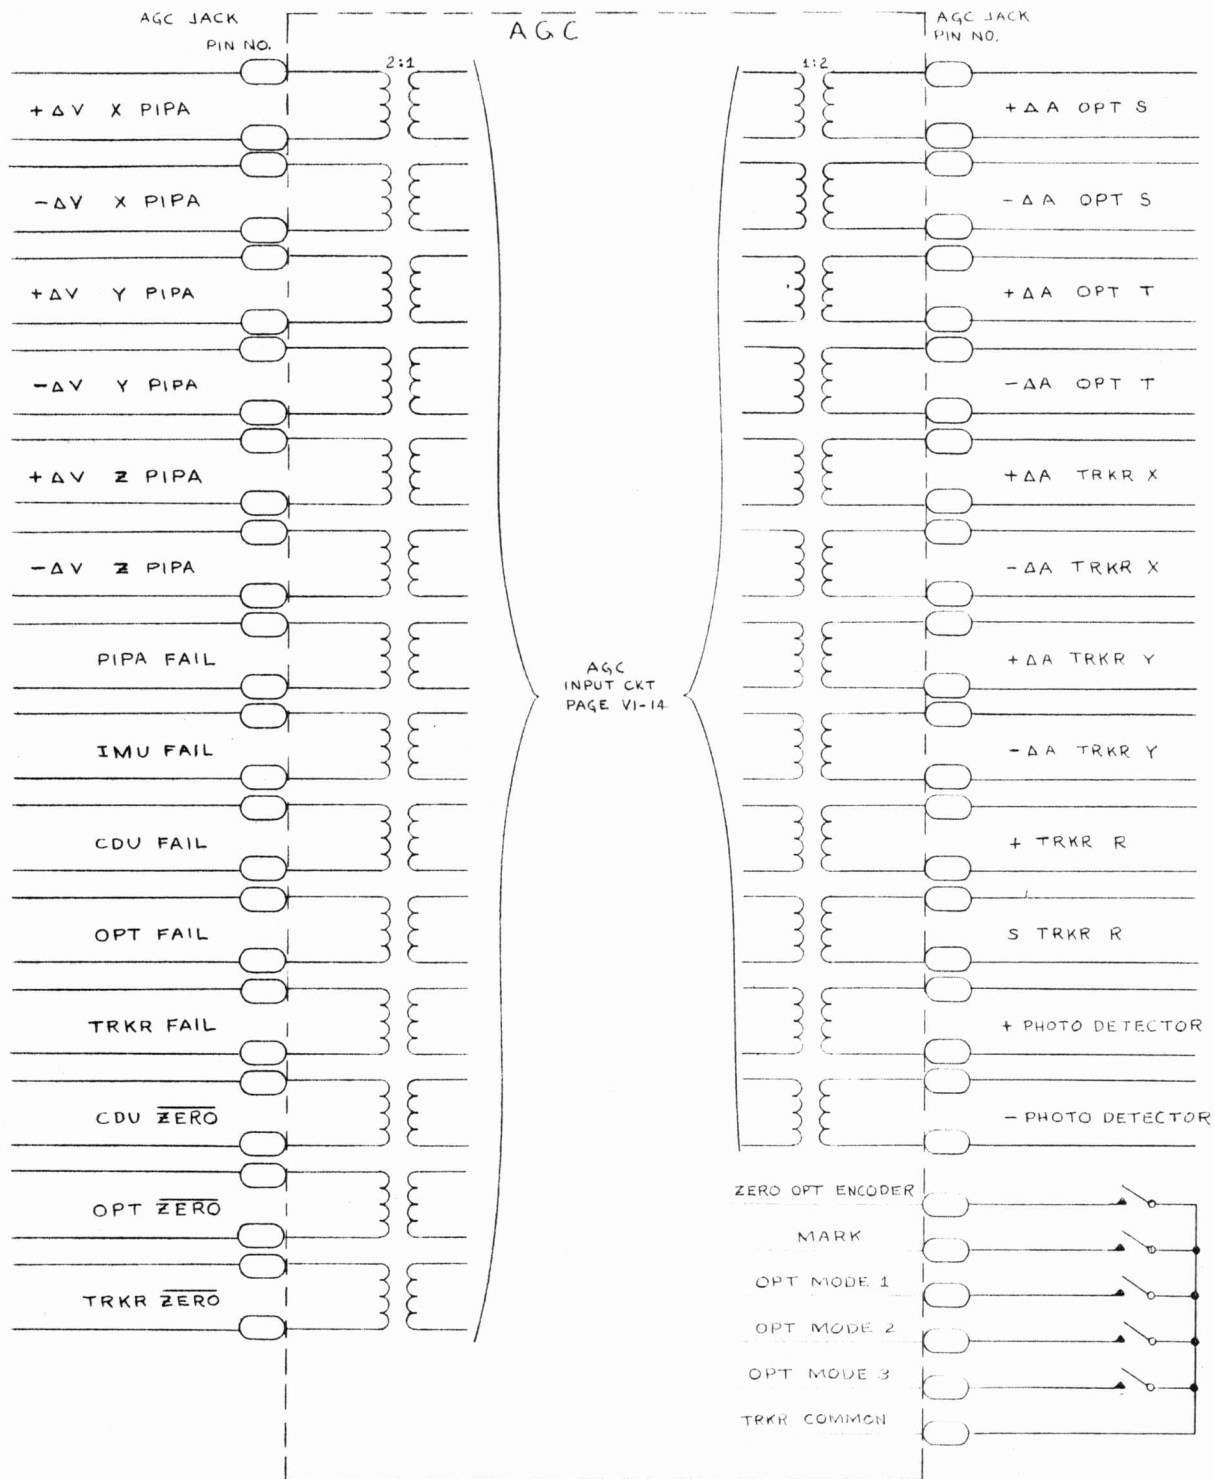 AGC JACK
PIN NO.
AGC
AGC JACK
PIN NO.
2:1
1:2
+ΔV X PIPA
-ΔV X PIPA
+ΔV Y PIPA
-ΔV Y PIPA
+ΔV Z PIPA
-ΔV Z PIPA
PIPA FAIL
IMU FAIL
CDU FAIL
OPT FAIL
TRKR FAIL
CDU Z̅E̅R̅O̅
OPT Z̅E̅R̅O̅
TRKR Z̅E̅R̅O̅
AGC
INPUT CKT
PAGE VI-14
+ΔA OPT S
-ΔA OPT S
+ΔA OPT T
-ΔA OPT T
+ΔA TRKR X
-ΔA TRKR X
+ΔA TRKR Y
-ΔA TRKR Y
+ TRKR R
S TRKR R
+ PHOTO DETECTOR
- PHOTO DETECTOR
ZERO OPT ENCODER
MARK
OPT MODE 1
OPT MODE 2
OPT MODE 3
TRKR COMMON